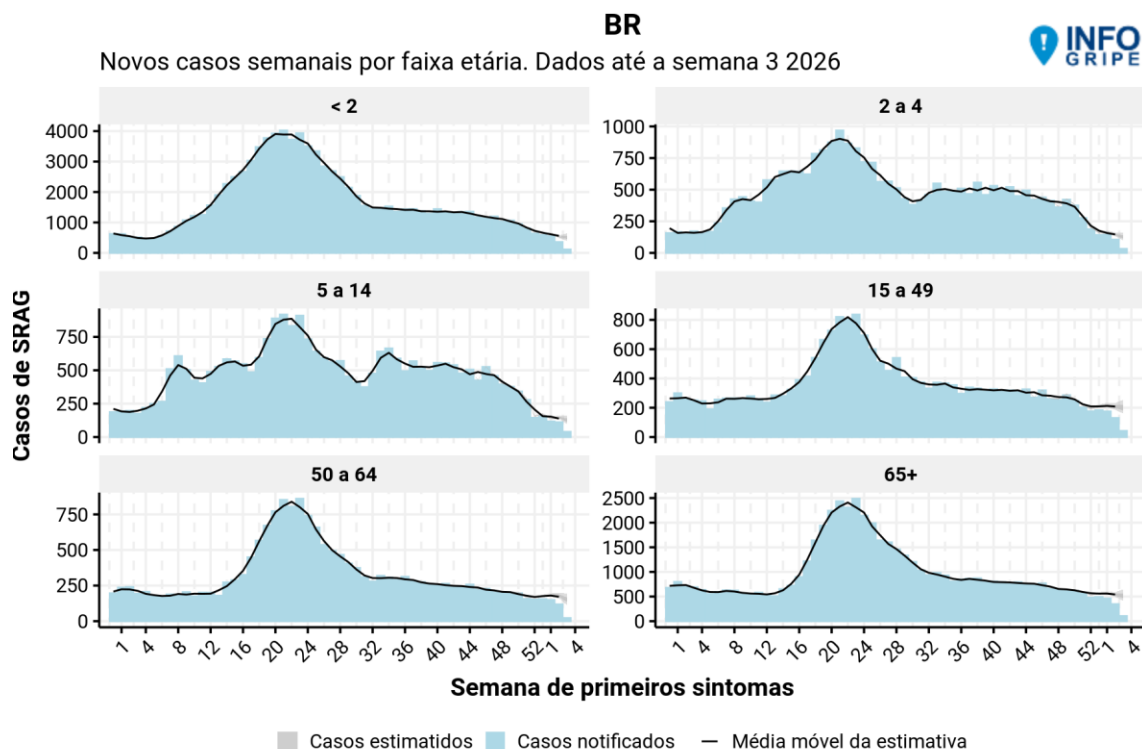 BR
INFO
GRIPE
Novos casos semanais por faixa etária. Dados até a semana 3 2026
< 2
2 a 4
4000
3000
2000
1000
0
1000
750
500
250
0
5 a 14
15 a 49
750
500
250
0
800
600
400
200
0
50 a 64
65+
750
500
250
0
2500
2000
1500
1000
500
0
Casos de SRAG
1 4 8 12 16 20 24 28 32 36 40 44 48 52 1 4
1 4 8 12 16 20 24 28 32 36 40 44 48 52 1 4
Semana de primeiros sintomas
Casos estimatidos Casos notificados Média móvel da estimativa